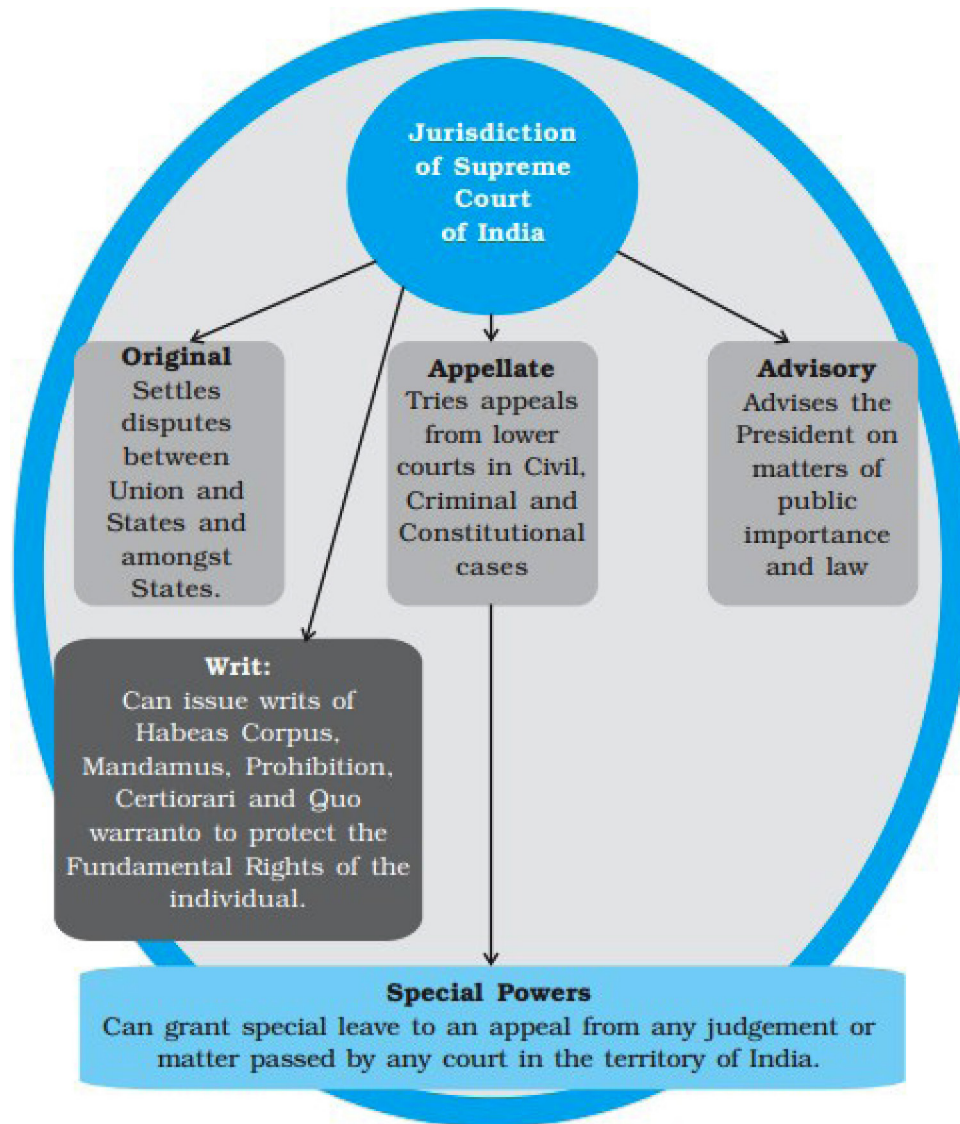 Jurisdiction
of Supreme
Court
of India
Original
Settles
disputes
between
Union and
States and
amongst
States.
Appellate
Tries appeals
from lower
courts in Civil,
Criminal and
Constitutional
cases
Advisory
Advises the
President on
matters of
public
importance
and law
Writ:
Can issue writs of
Habeas Corpus,
Mandamus, Prohibition,
Certiorari and Quo
warranto to protect the
Fundamental Rights of the
individual.
Special Powers
Can grant special leave to an appeal from any judgement or
matter passed by any court in the territory of India.